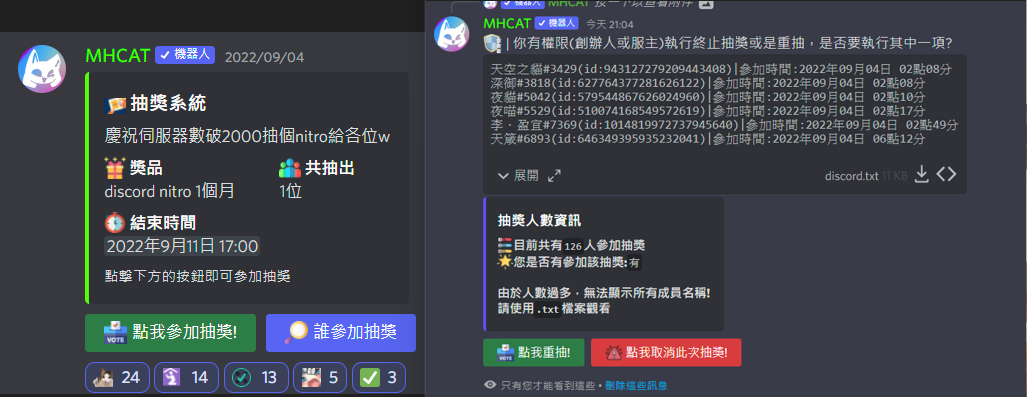 MHCAT ✓ 機器人 2022/09/04
抽獎系統
慶祝伺服器數破2000抽個nitro給各位w
獎品
discord nitro 1個月
共抽出
1位
結束時間
2022年9月11日 17:00
點擊下方的按鈕即可參加抽獎
VOTE 點我參加抽獎!
誰參加抽獎
24 14 13 5 3
MHCAT ✓ 機器人 按一下以查看附件
MHCAT ✓ 機器人 今天 21:04
| 你有權限(創辦人或服主)執行終止抽獎或是重抽，是否要執行其中一項?
天空之貓#3429(id:943127279209443408)|參加時間:2022年09月04日 02點08分
深御#3818(id:627764377281626122)|參加時間:2022年09月04日 02點08分
夜貓#5042(id:579544867626024960)|參加時間:2022年09月04日 02點10分
夜喵#5529(id:510074168549572619)|參加時間:2022年09月04日 02點17分
李·盈宜#7369(id:1014819972737945640)|參加時間:2022年09月04日 02點49分
天箴#6893(id:646349395935232041)|參加時間:2022年09月04日 06點12分
展開
discord.txt 11 KB
抽獎人數資訊
目前共有126人參加抽獎
您是否有參加該抽獎:有
由於人數過多，無法顯示所有成員名稱!
請使用 .txt 檔案觀看
VOTE 點我重抽!
點我取消此次抽獎!
只有您才能看到這些 • 刪除這些訊息